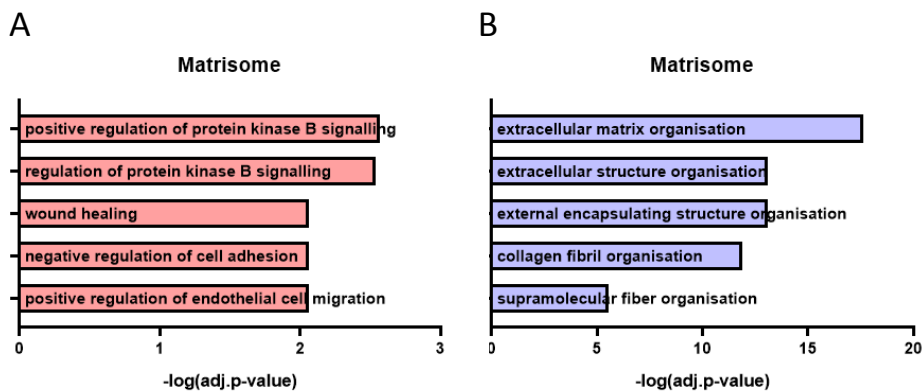 A
Matrisome
positive regulation of protein kinase B signalling
regulation of protein kinase B signalling
wound healing
negative regulation of cell adhesion
positive regulation of endothelial cell migration
0 1 2 3
-log(adj.p-value)
B
Matrisome
extracellular matrix organisation
extracellular structure organisation
external encapsulating structure organisation
collagen fibril organisation
supramolecular fiber organisation
0 5 10 15 20
-log(adj.p-value)